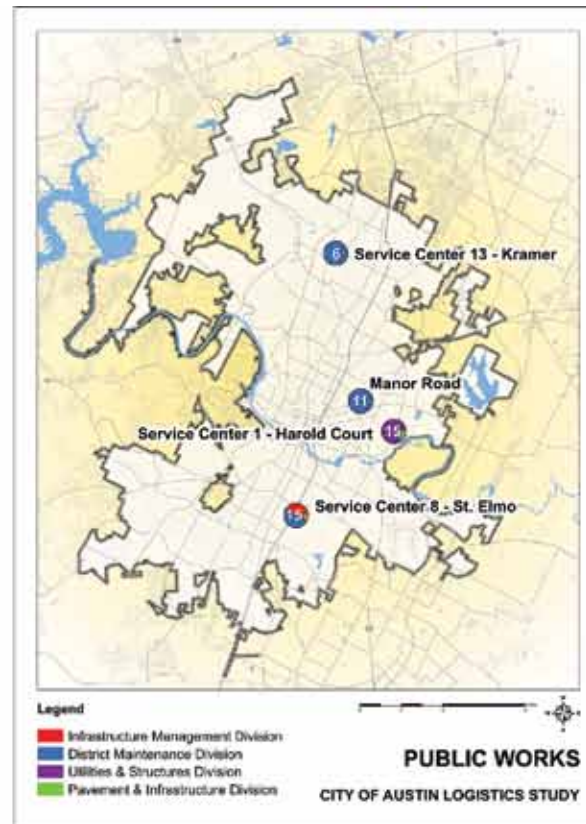 6
Service Center 13 - Kramer
Manor Road
11
Service Center 1 - Harold Court
15
Service Center 8 - St. Elmo
15
Legend
Infrastructure Management Division
District Maintenance Division
Utilities & Structures Division
Pavement & Infrastructure Division
PUBLIC WORKS
CITY OF AUSTIN LOGISTICS STUDY